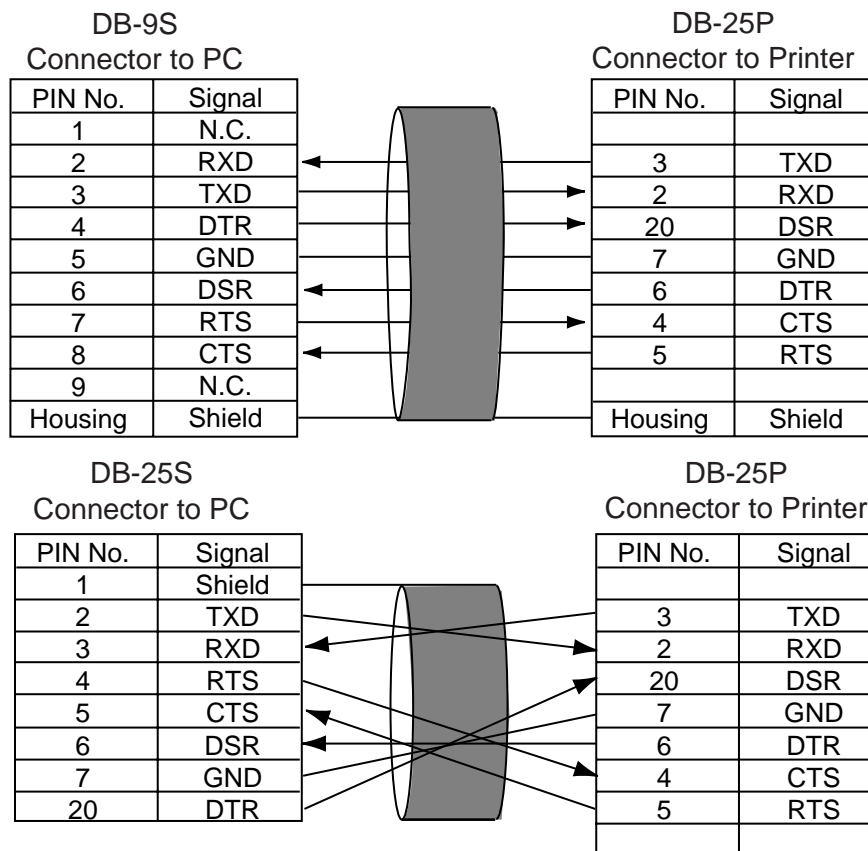 DB-9S
Connector to PC
PIN No. Signal
1 N.C.
2 RXD
3 TXD
4 DTR
5 GND
6 DSR
7 RTS
8 CTS
9 N.C.
Housing Shield
DB-25P
Connector to Printer
PIN No. Signal
3 TXD
2 RXD
20 DSR
7 GND
6 DTR
4 CTS
5 RTS
Housing Shield
DB-25S
Connector to PC
PIN No. Signal
1 Shield
2 TXD
3 RXD
4 RTS
5 CTS
6 DSR
7 GND
20 DTR
DB-25P
Connector to Printer
PIN No. Signal
3 TXD
2 RXD
20 DSR
7 GND
6 DTR
4 CTS
5 RTS